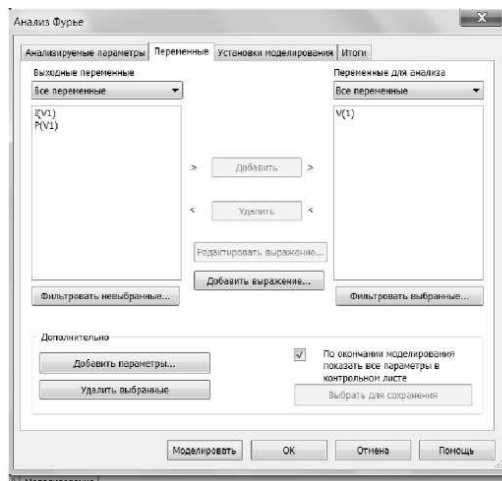 Анализ Фурье
Анализируемые параметры Переменные Установки моделирования Итоги
Выходные переменные
Переменные для анализа
Все переменные
Все переменные
I(V1)
P(V1)
V(1)
> Добавить >
< Удалить <
Редактировать выражение...
Добавить выражение...
Фильтровать невыбранные...
Фильтровать выбранные...
Дополнительно
Добавить параметры...
Удалить выбранные
По окончании моделирования
показать все параметры в
контрольном листе
Выбрать для сохранения
Моделировать
ОК
Отмена
Помощь
Моделирование